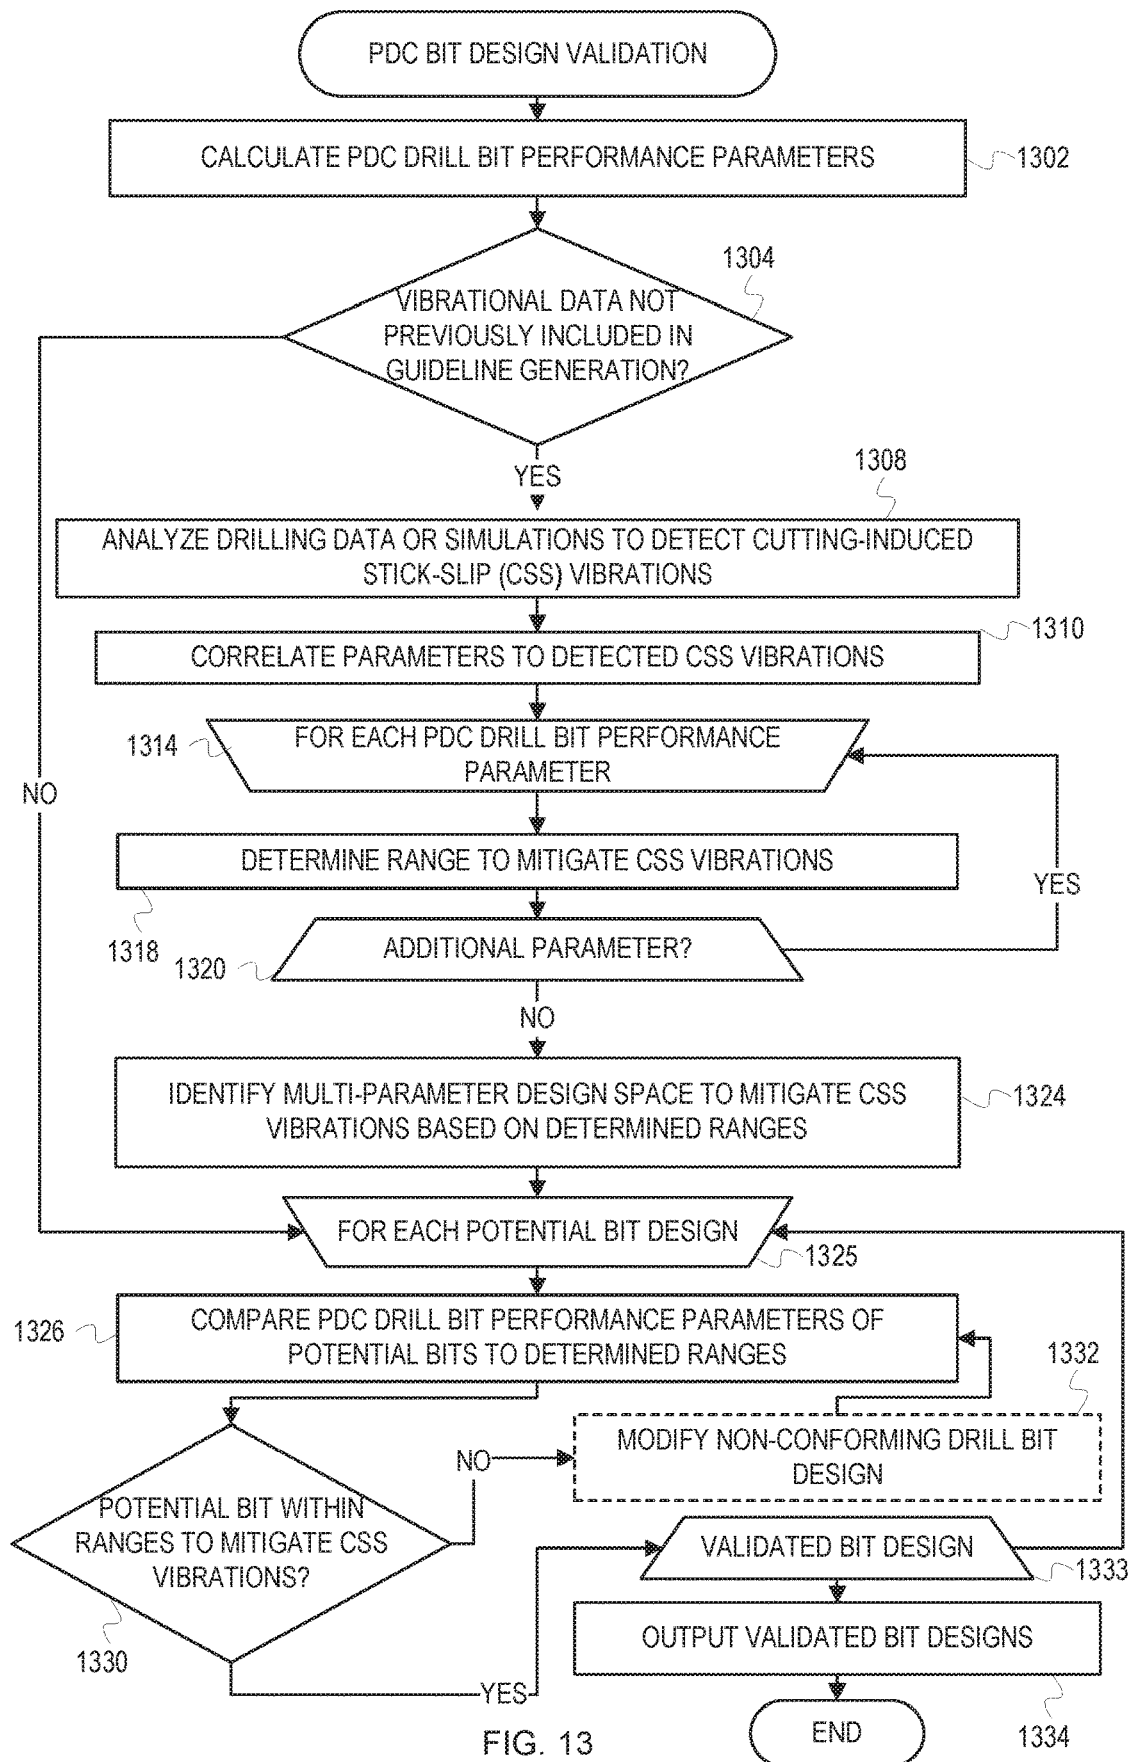 PDC BIT DESIGN VALIDATION
CALCULATE PDC DRILL BIT PERFORMANCE PARAMETERS
1302
1304
VIBRATIONAL DATA NOT
PREVIOUSLY INCLUDED IN
GUIDELINE GENERATION?
YES
1308
ANALYZE DRILLING DATA OR SIMULATIONS TO DETECT CUTTING-INDUCED
STICK-SLIP (CSS) VIBRATIONS
1310
CORRELATE PARAMETERS TO DETECTED CSS VIBRATIONS
1314
FOR EACH PDC DRILL BIT PERFORMANCE
PARAMETER
NO
DETERMINE RANGE TO MITIGATE CSS VIBRATIONS
YES
1318
1320
ADDITIONAL PARAMETER?
NO
IDENTIFY MULTI-PARAMETER DESIGN SPACE TO MITIGATE CSS
VIBRATIONS BASED ON DETERMINED RANGES
1324
FOR EACH POTENTIAL BIT DESIGN
1325
1326
COMPARE PDC DRILL BIT PERFORMANCE PARAMETERS OF
POTENTIAL BITS TO DETERMINED RANGES
1332
MODIFY NON-CONFORMING DRILL BIT
DESIGN
NO
POTENTIAL BIT WITHIN
RANGES TO MITIGATE CSS
VIBRATIONS?
VALIDATED BIT DESIGN
1333
1330
OUTPUT VALIDATED BIT DESIGNS
YES
END
1334
FIG. 13